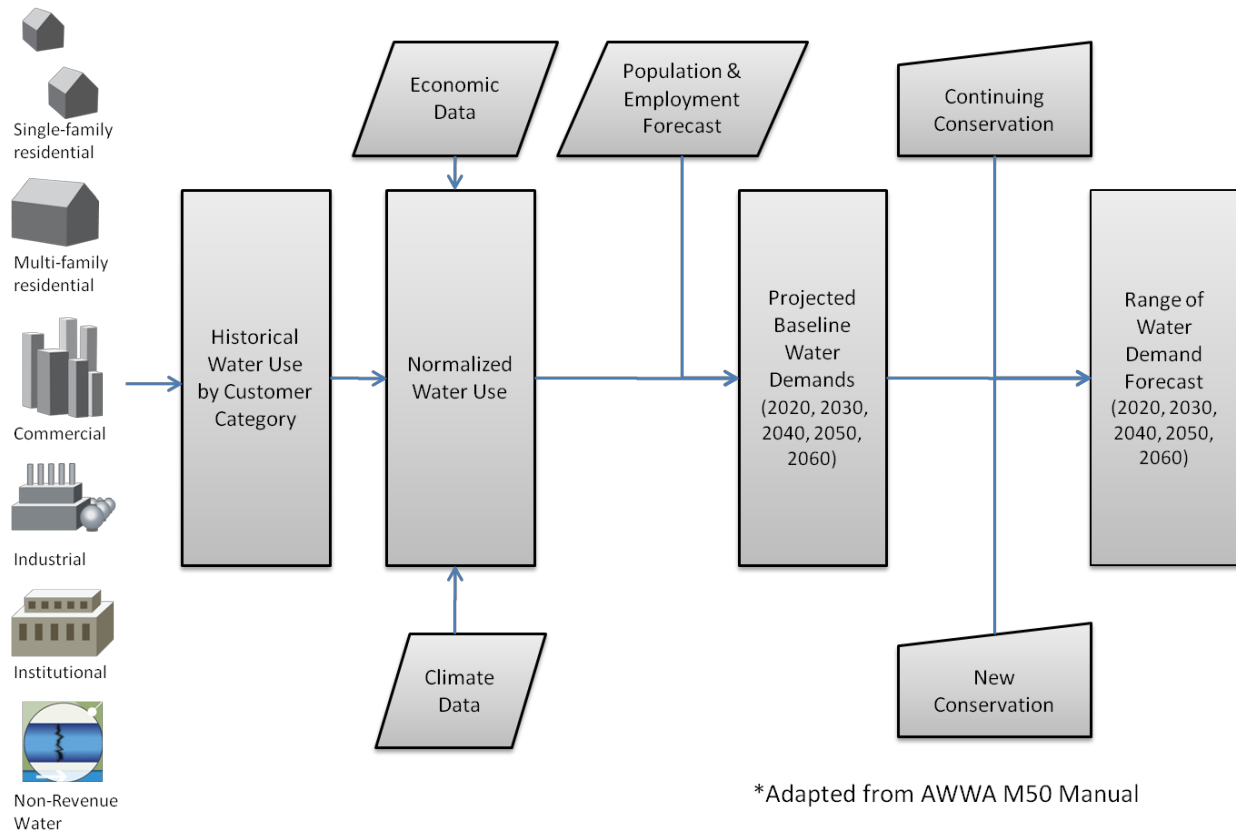 Single-family
residential
Multi-family
residential
Commercial
Industrial
Institutional
Non-Revenue
Water
Historical
Water Use
by Customer
Category
Economic
Data
Normalized
Water Use
Climate
Data
Population &
Employment
Forecast
Projected
Baseline
Water
Demands
(2020, 2030,
2040, 2050,
2060)
Continuing
Conservation
New
Conservation
Range of
Water
Demand
Forecast
(2020, 2030,
2040, 2050,
2060)
*Adapted from AWWA M50 Manual